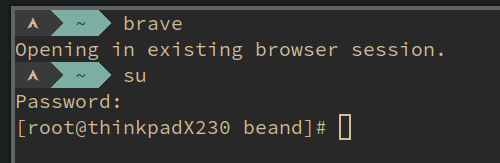 ~ brave
Opening in existing browser session.
~ su
Password:
[root@thinkpadX230 beand]#